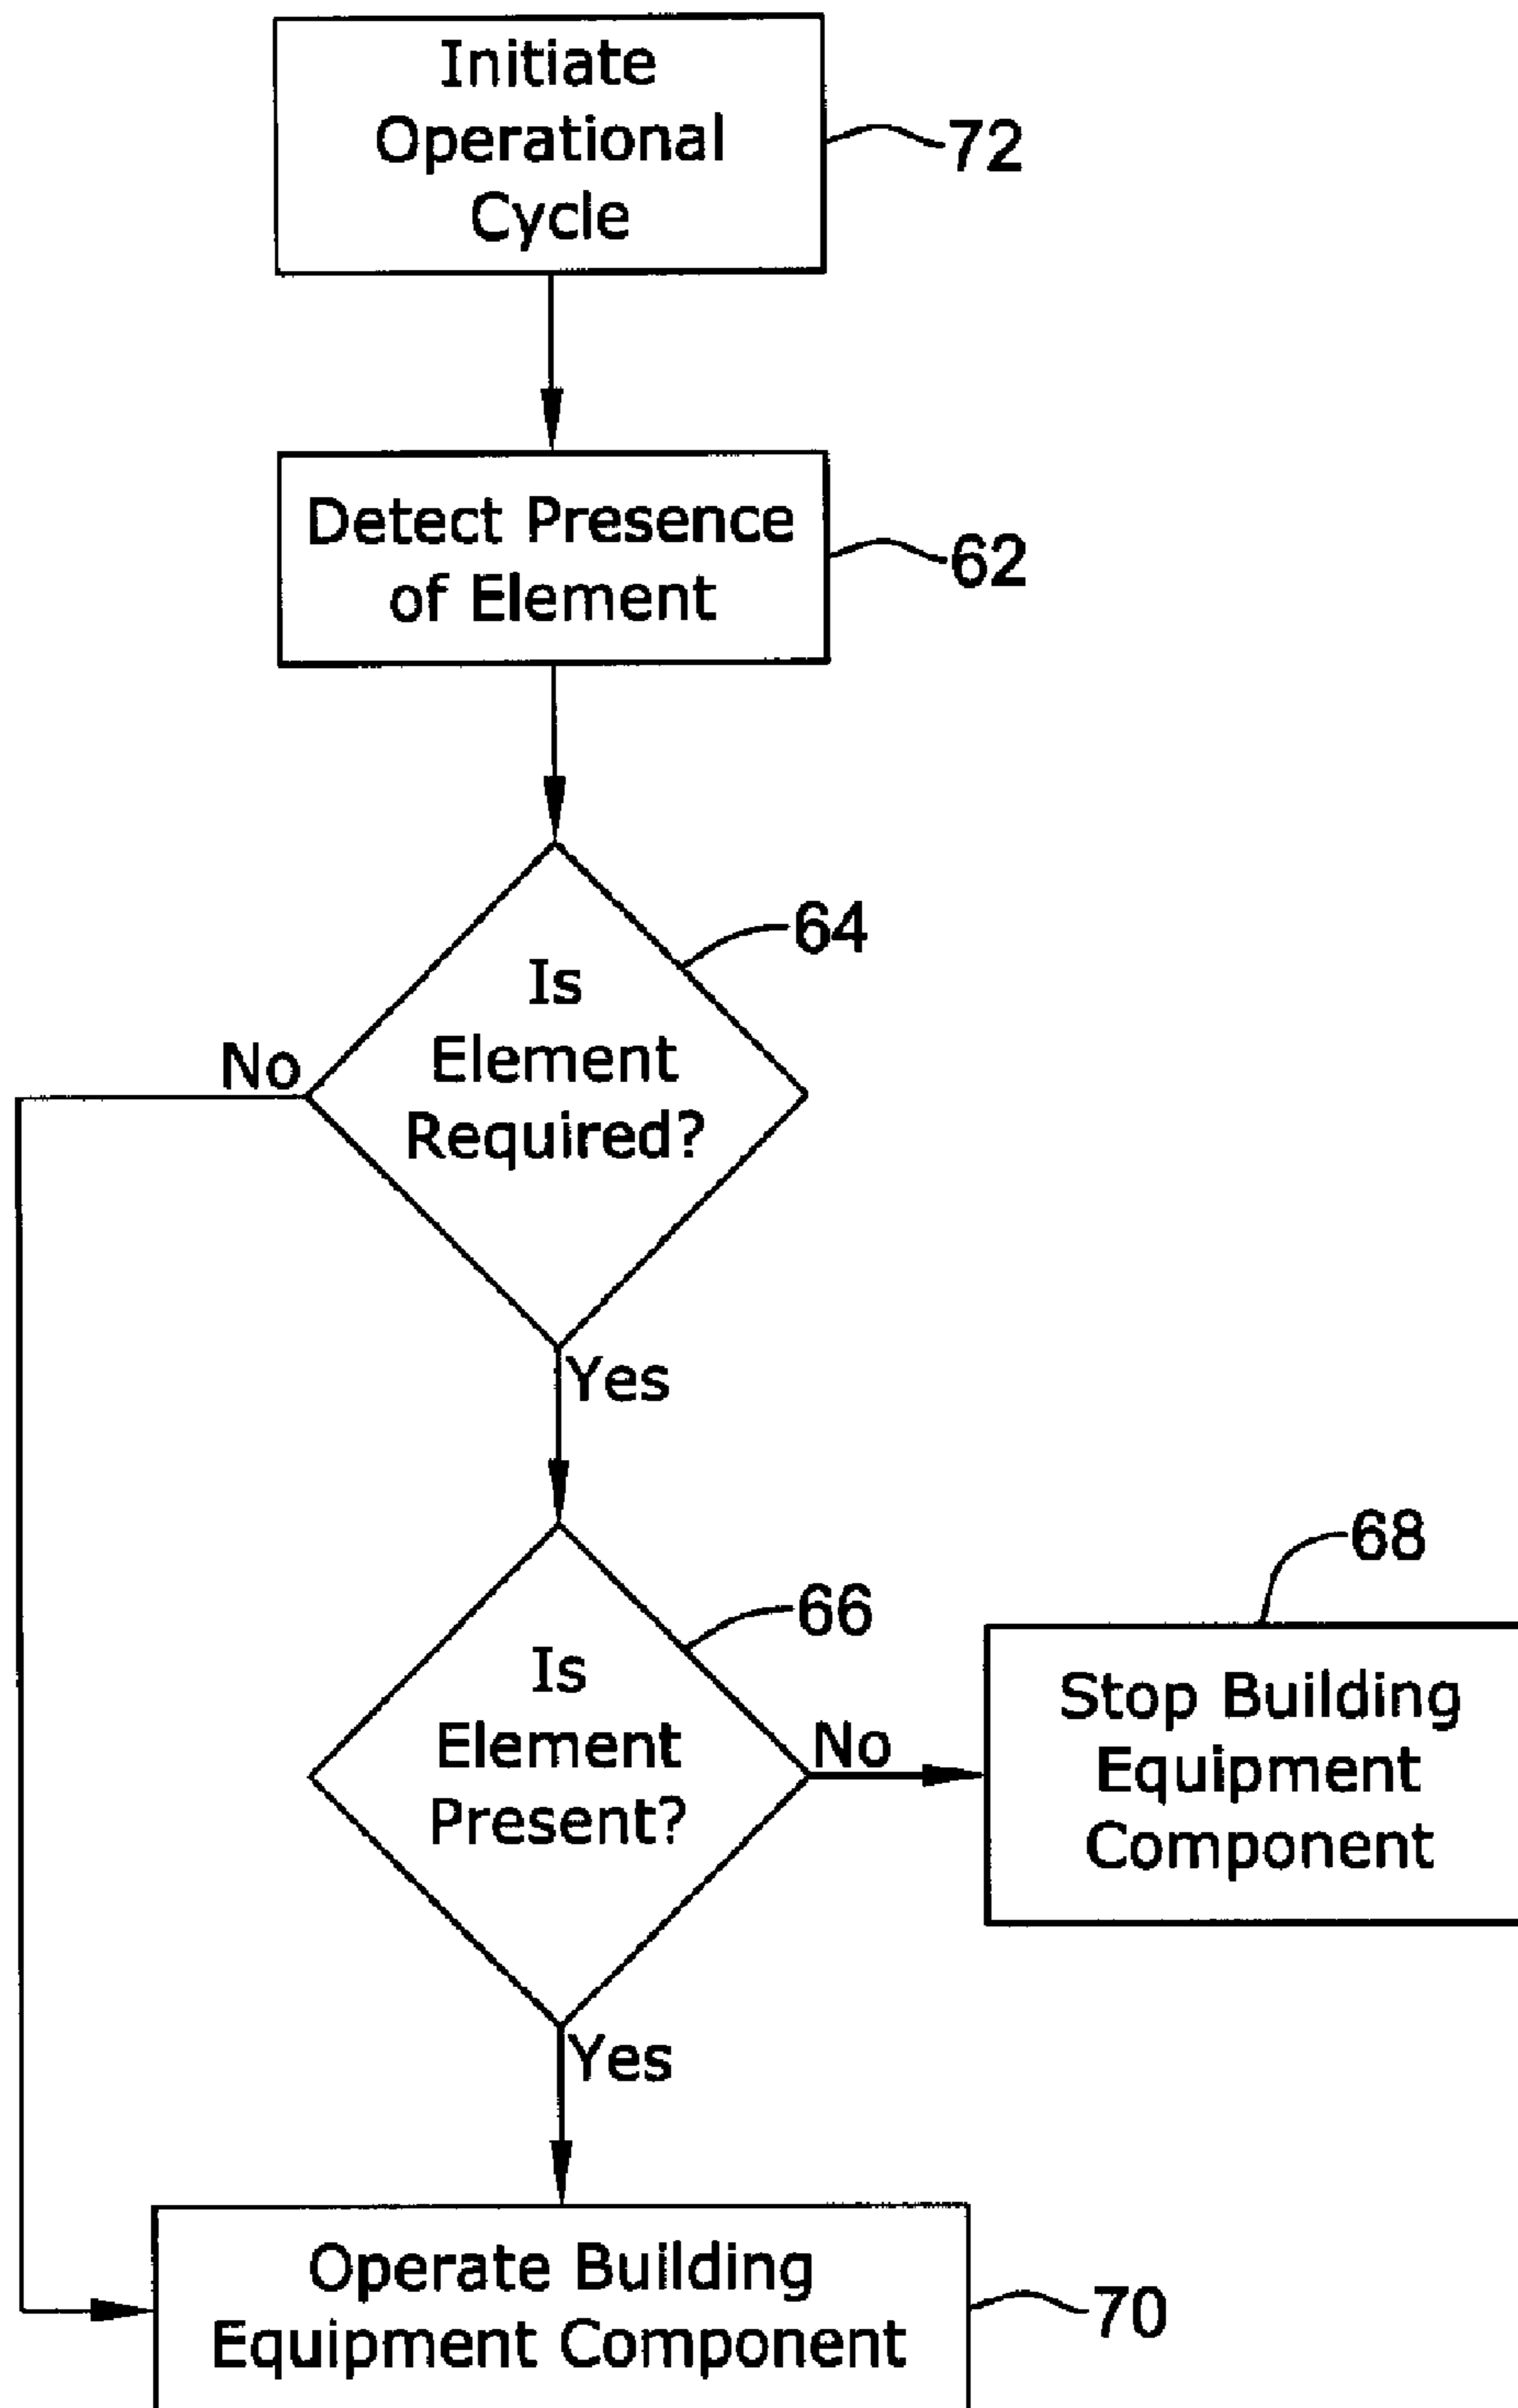 Initiate
Operational
Cycle
72
Detect Presence
of Element
62
64
Is
Element
Required?
No
Yes
68
66
Is
Element
Present?
No
Stop Building
Equipment
Component
Yes
Operate Building
Equipment Component
70